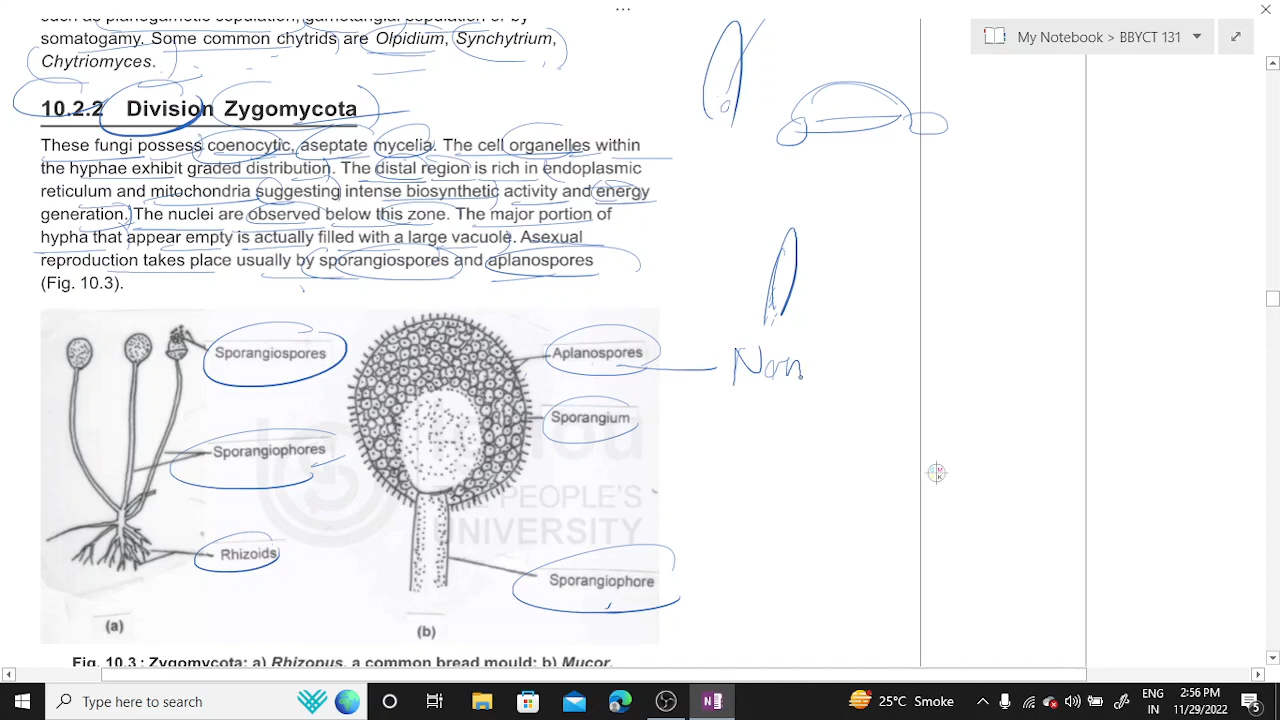 such as planogametic copulation, gametangial copulation or by
somatogamy. Some common chytrids are Olpidium, Synchytrium,
Chytriomyces.
My Notebook > BBYCT 131
10.2.2 Division Zygomycota
These fungi possess coenocytic, aseptate mycelia. The cell organelles within
the hyphae exhibit graded distribution. The distal region is rich in endoplasmic
reticulum and mitochondria suggesting intense biosynthetic activity and energy
generation. The nuclei are observed below this zone. The major portion of
hypha that appear empty is actually filled with a large vacuole. Asexual
reproduction takes place usually by sporangiospores and aplanospores
(Fig. 10.3).
Sporangiospores
Aplanospores
Non
Sporangium
Sporangiophores
THE PEOPLE'S
UNIVERSITY
Rhizoids
Sporangiophore
(a)
(b)
Fig. 10.3 : Zygomycota: a) Rhizopus, a common bread mould; b) Mucor.
Type here to search
25°C Smoke
ENG
IN
2:56 PM
11/29/2022
5